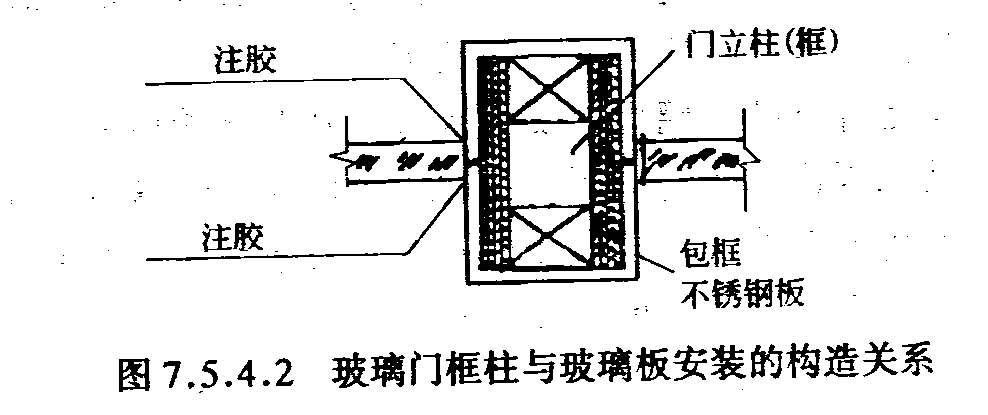 注胶
门立柱(框)
注胶
包框
不锈钢板
图 7.5.4.2 玻璃门框柱与玻璃板安装的构造关系